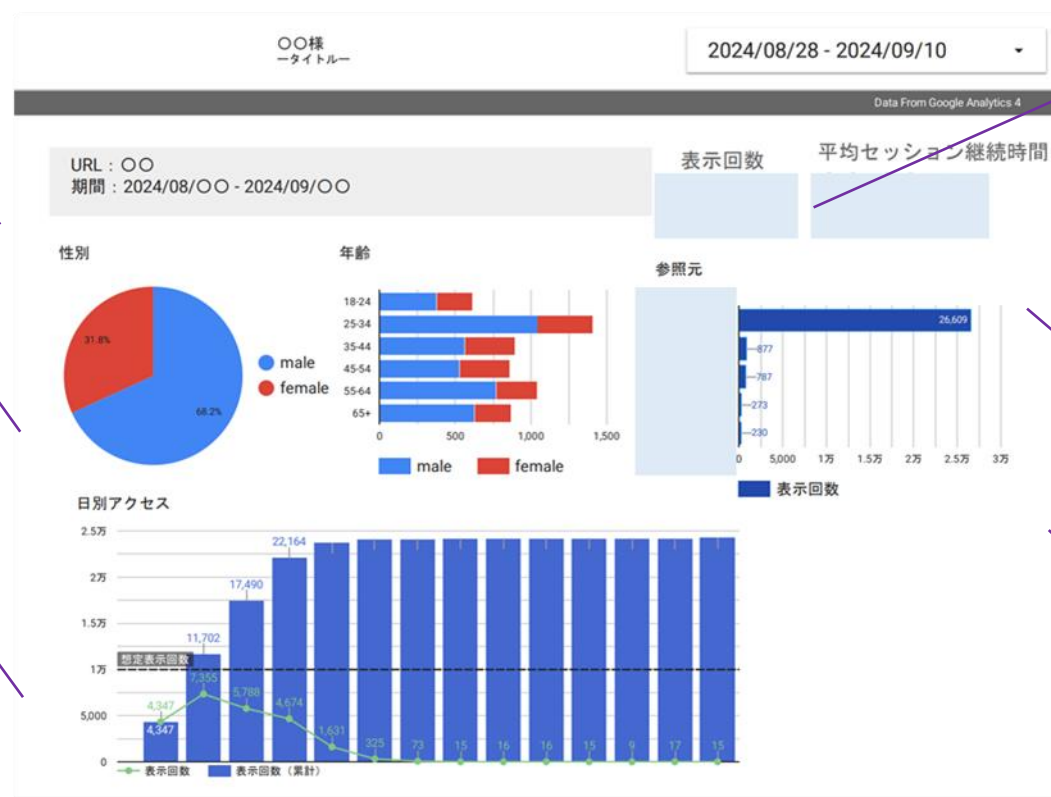 〇〇様
ータイトルー
2024/08/28 - 2024/09/10
Data From Google Analytics 4
URL：〇〇
期間：2024/08/〇〇 - 2024/09/〇〇
表示回数
平均セッション継続時間
性別
31.8%
68.2%
male
female
年齢
18-24
25-34
35-44
45-54
55-64
65+
0 500 1,000 1,500
male female
参照元
26,609
877
787
273
230
0 5,000 1万 1.5万 2万 2.5万 3万
表示回数
日別アクセス
2.5万
2万
1.5万
1万
5,000
0
想定表示回数
4,347 11,702 17,490 22,164
4,347 7,355 5,788 4,674 1,631 325 73 15 16 16 15 9 17 15
表示回数 表示回数（累計）